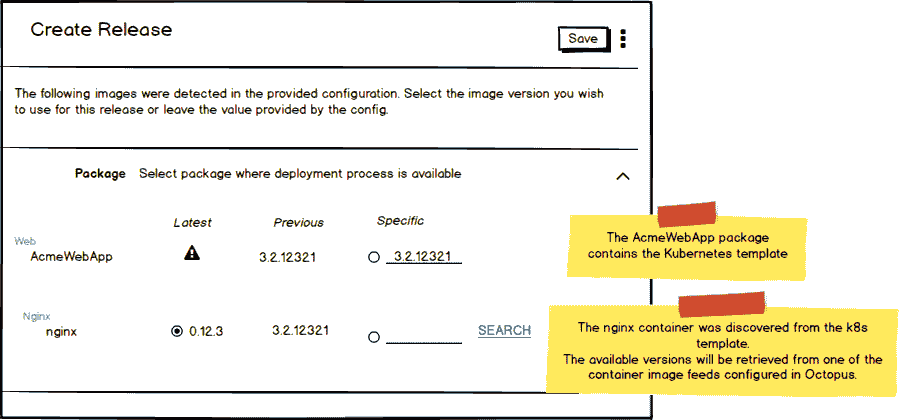 Create Release
Save
The following images were detected in the provided configuration. Select the image version you wish
to use for this release or leave the value provided by the config.
Package Select package where deployment process is available
Latest Previous Specific
Web
AcmeWebApp 3.2.12321 3.2.12321
The AcmeWebApp package
contains the Kubernetes template
Nginx
nginx 0.12.3 3.2.12321 SEARCH
The nginx container was discovered from the k8s
template.
The available versions will be retrieved from one of the
container image feeds configured in Octopus.